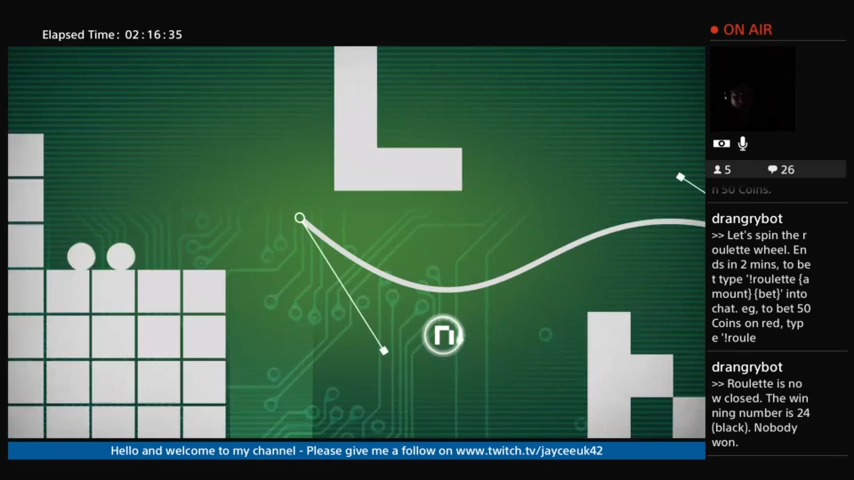 Elapsed Time: 02:16:35
ON AIR
5 26
n 50 Coins.
drangrybot
>> Let's spin the r
oulette wheel. En
ds in 2 mins, to be
t type '!roulette {a
mount} {bet}' into
chat. eg, to bet 50
Coins on red, typ
e '!roule
drangrybot
>> Roulette is no
w closed. The win
ning number is 24
(black). Nobody
won.
n
Hello and welcome to my channel - Please give me a follow on www.twitch.tv/jayceeuk42